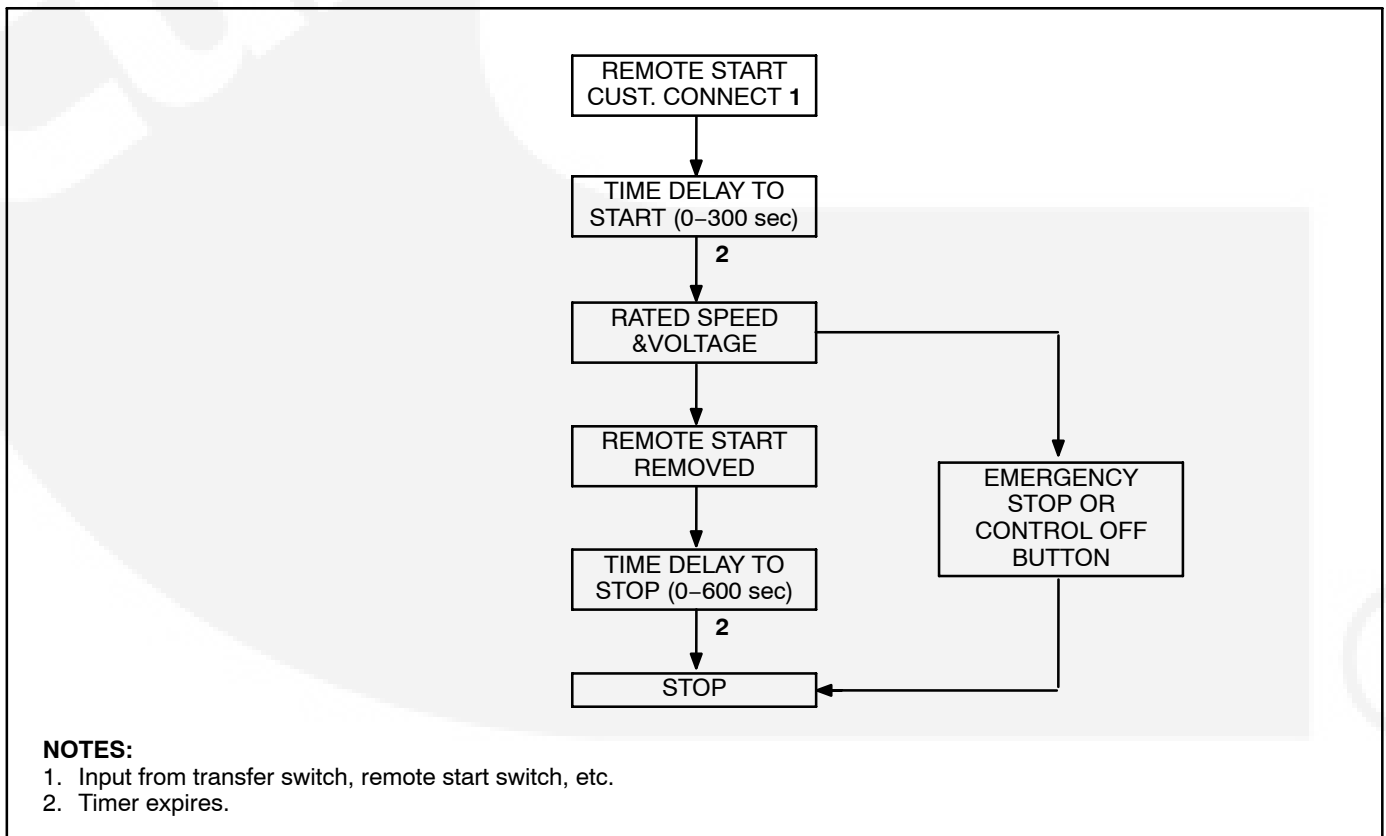 REMOTE START
CUST. CONNECT 1
TIME DELAY TO
START (0−300 sec)
2
RATED SPEED
&VOLTAGE
REMOTE START
REMOVED
EMERGENCY
STOP OR
CONTROL OFF
BUTTON
TIME DELAY TO
STOP (0−600 sec)
2
STOP
NOTES:
1. Input from transfer switch, remote start switch, etc.
2. Timer expires.